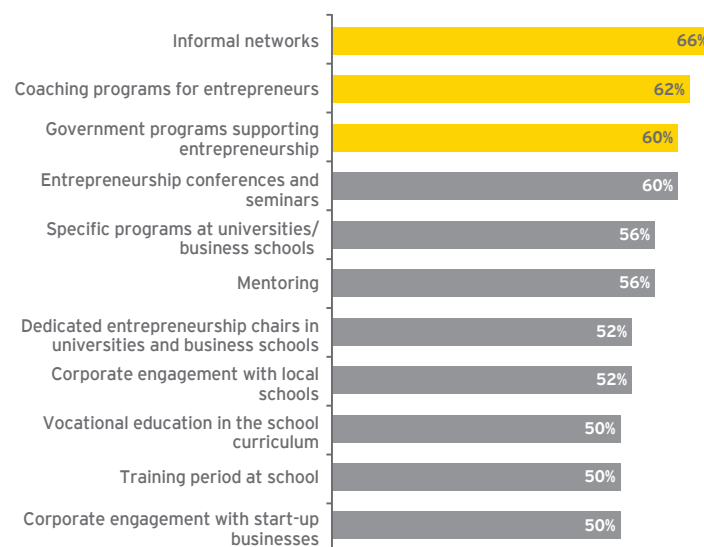 Informal networks
66%
Coaching programs for entrepreneurs
62%
Government programs supporting
entrepreneurship
60%
Entrepreneurship conferences and
seminars
60%
Specific programs at universities/
business schools
56%
Mentoring
56%
Dedicated entrepreneurship chairs in
universities and business schools
52%
Corporate engagement with local
schools
52%
Vocational education in the school
curriculum
50%
Training period at school
50%
Corporate engagement with start-up
businesses
50%